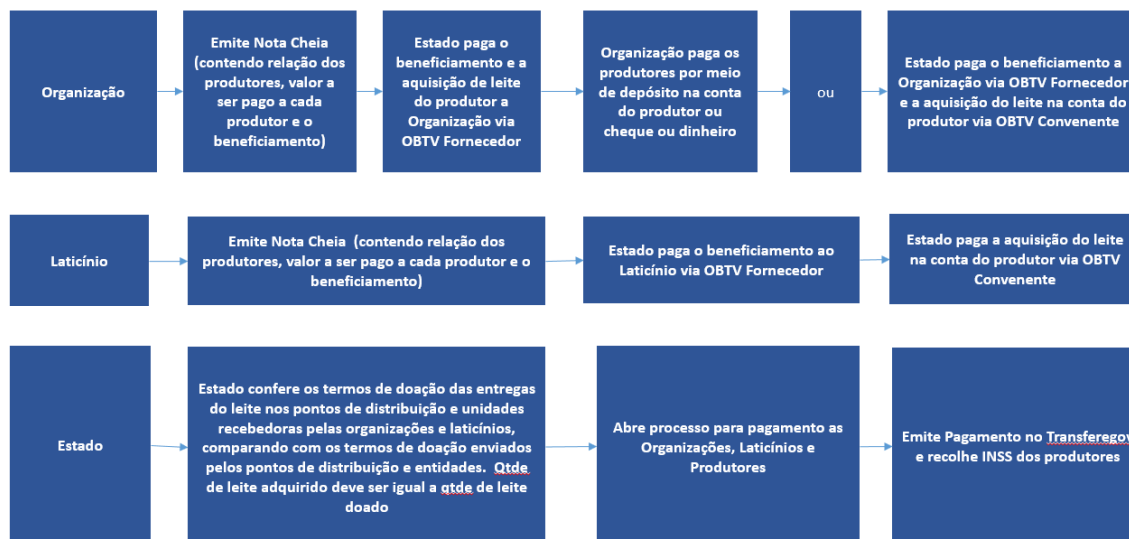 Organização
Emite Nota Cheia
(contendo relação dos
produtores, valor a
ser pago a cada
produtor e o
beneficiamento)
Estado paga o
beneficiamento e a
aquisição de leite
do produtor a
Organização via
OBTV Fornecedor
Organização paga os
produtores por meio
de depósito na conta
do produtor ou
cheque ou dinheiro
ou
Estado paga o beneficiamento a
Organização via OBTV Fornecedor
e a aquisição do leite na conta do
produtor via OBTV Convenente
Laticínio
Emite Nota Cheia (contendo relação dos
produtores, valor a ser pago a cada produtor e o
beneficiamento)
Estado paga o beneficiamento ao
Laticínio via OBTV Fornecedor
Estado paga a aquisição do leite
na conta do produtor via OBTV
Convenente
Estado
Estado confere os termos de doação das entregas
do leite nos pontos de distribuição e unidades
recebedoras pelas organizações e laticínios,
comparando com os termos de doação enviados
pelos pontos de distribuição e entidades. Qtde
de leite adquirido deve ser igual a qtde de leite
doado
Abre processo para pagamento as
Organizações, Laticínios e
Produtores
Emite Pagamento no Transferegov
e recolhe INSS dos produtores